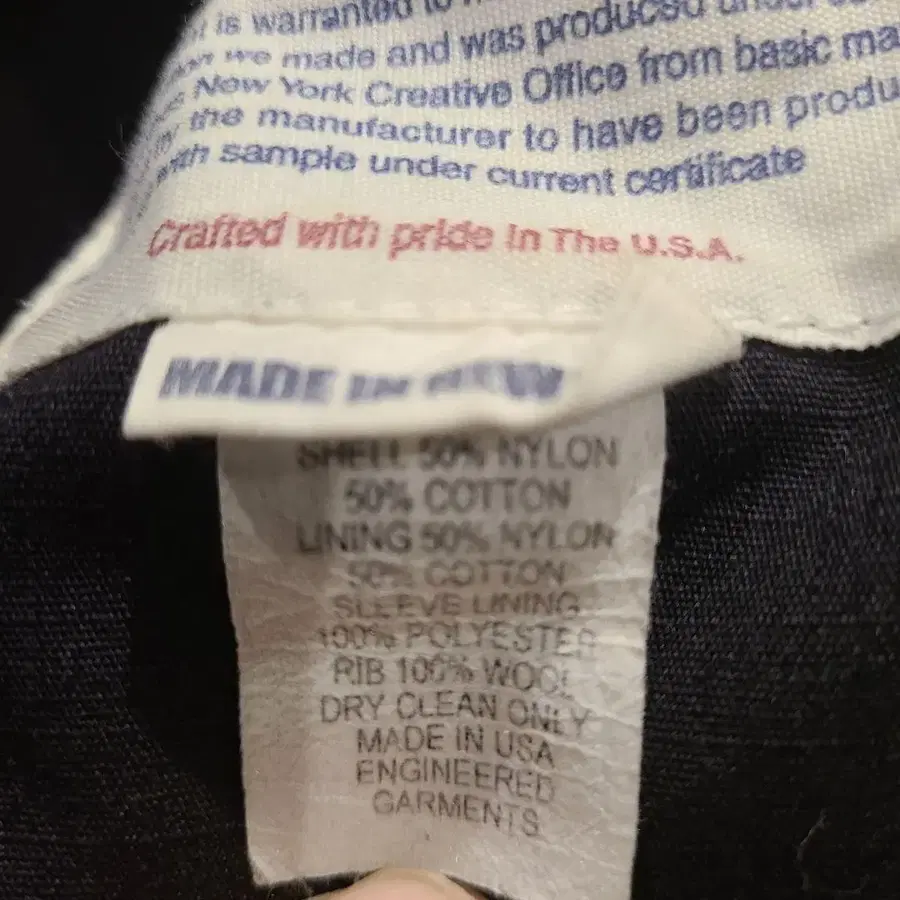 is warranted to
we made and was produced under
New York Creative Office from basic ma
the manufacturer to have been produ
with sample under current certificate
Crafted with pride in The U.S.A.
MADE IN NEW
SHELL 50% NYLON
50% COTTON
LINING 50% NYLON
50% COTTON
SLEEVE LINING
100% POLYESTER
RIB 100% WOOL
DRY CLEAN ONLY
MADE IN USA
ENGINEERED
GARMENTS